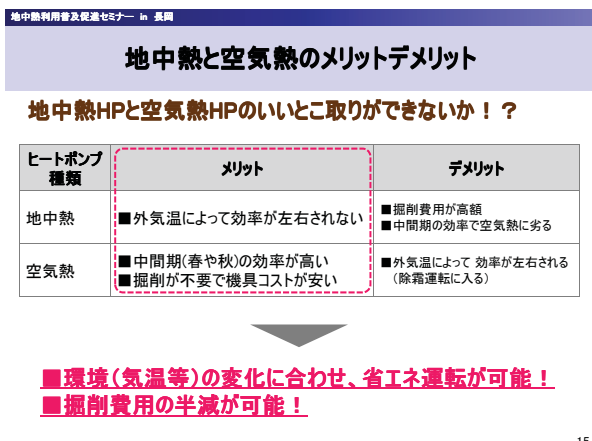 地中熱利用普及促進セミナー in 長岡
地中熱と空気熱のメリットデメリット
地中熱HPと空気熱HPのいいとこ取りができないか！？
ヒートポンプ
種類
メリット
デメリット
地中熱
■外気温によって効率が左右されない
■掘削費用が高額
■中間期の効率で空気熱に劣る
空気熱
■中間期(春や秋)の効率が高い
■掘削が不要で機具コストが安い
■外気温によって 効率が左右される
（除霜運転に入る）
■環境（気温等）の変化に合わせ、省エネ運転が可能！
■掘削費用の半減が可能！
15